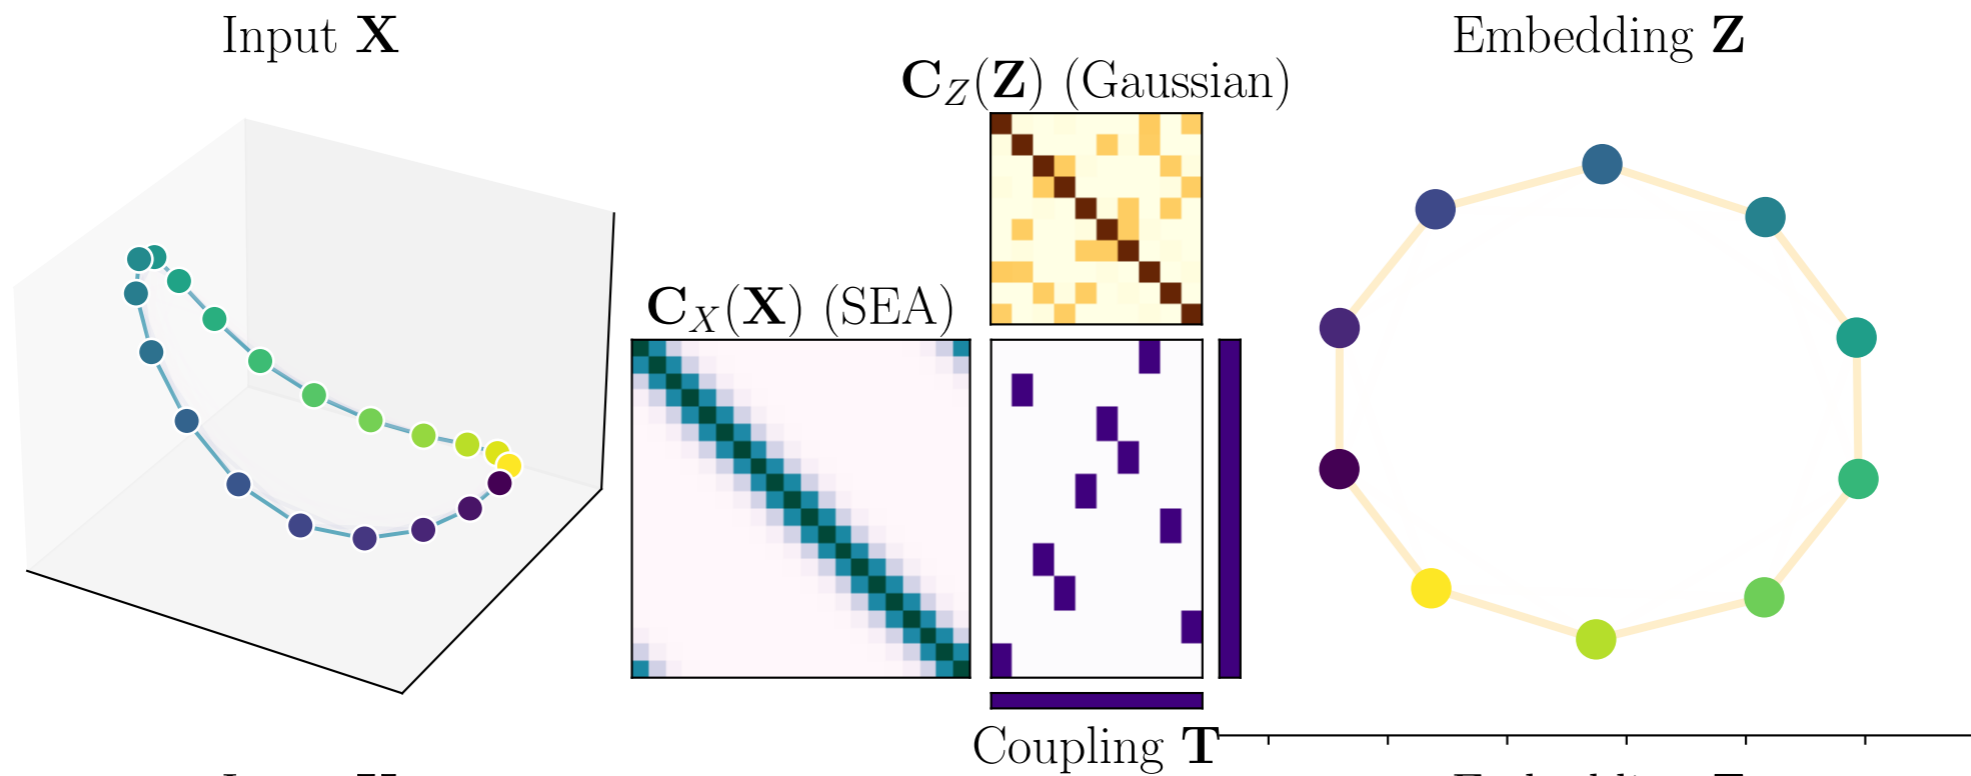 Input X
Embedding Z
C_Z(Z) (Gaussian)
C_X(X) (SEA)
Coupling T